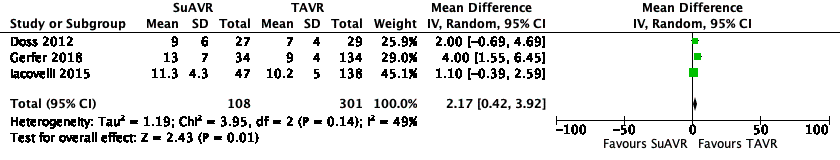 SuAVR TAVR Mean Difference Mean Difference
Study or Subgroup Mean SD Total Mean SD Total Weight IV, Random, 95% CI IV, Random, 95% CI
Doss 2012 9 6 27 7 4 29 25.9% 2.00 [−0.69, 4.69]
Gerfer 2018 13 7 34 9 4 134 29.0% 4.00 [1.55, 6.45]
Iacovelli 2015 11.3 4.3 47 10.2 5 138 45.1% 1.10 [−0.39, 2.59]
Total (95% CI) 108 301 100.0% 2.17 [0.42, 3.92]
Heterogeneity: Tau² = 1.19; Chi² = 3.95, df = 2 (P = 0.14); I² = 49%
Test for overall effect: Z = 2.43 (P = 0.01)
−100 −50 0 50 100
Favours SuAVR Favours TAVR